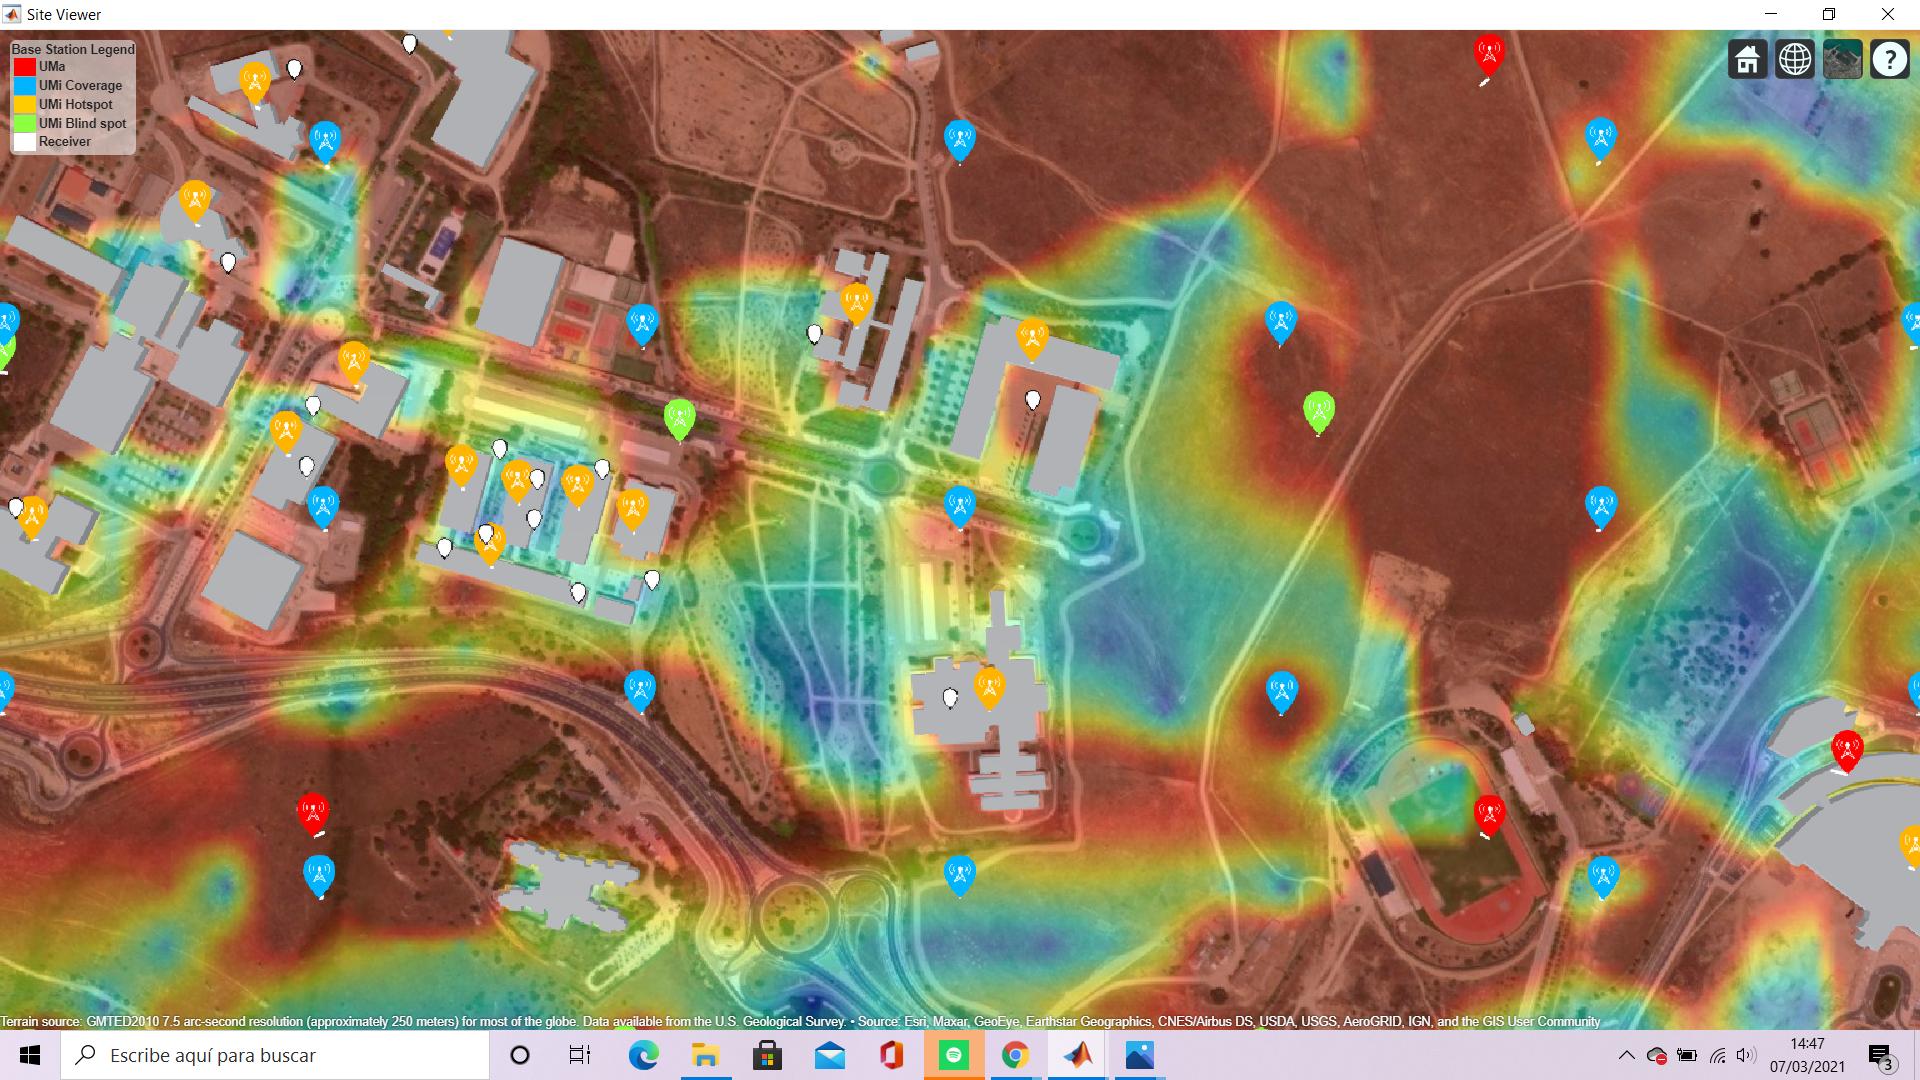 Site Viewer
Base Station Legend
UMa
UMi Coverage
UMi Hotspot
UMi Blind spot
Receiver
?
Terrain source: GMTED2010 7.5 arc-second resolution (approximately 250 meters) for most of the globe. Data available from the U.S. Geological Survey. • Source: Esri, Maxar, GeoEye, Earthstar Geographics, CNES/Airbus DS, USDA, USGS, AeroGRID, IGN, and the GIS User Community
Escribe aquí para buscar
14:47
07/03/2021
3